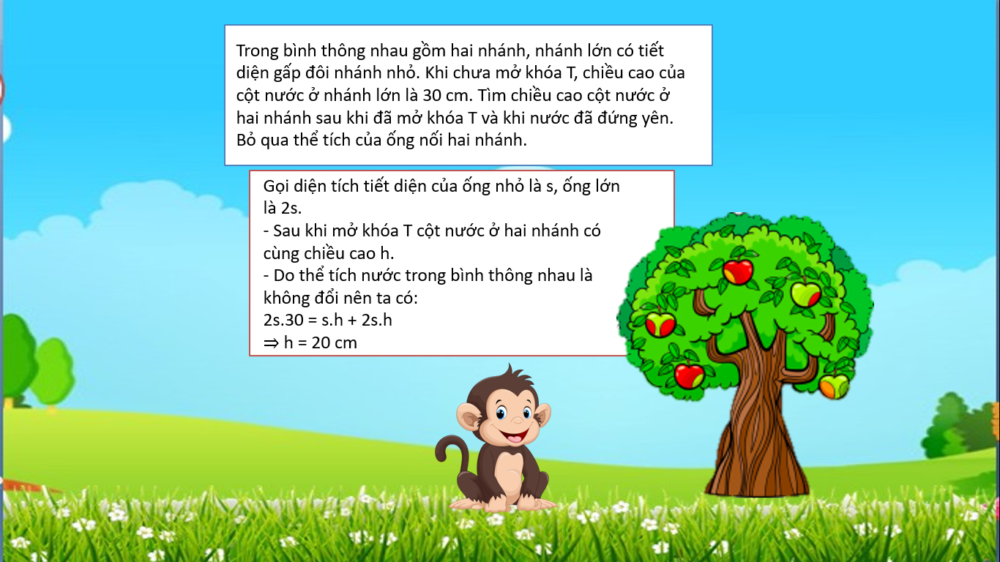 Trong bình thông nhau gồm hai nhánh, nhánh lớn có tiết
diện gấp đôi nhánh nhỏ. Khi chưa mở khóa T, chiều cao của
cột nước ở nhánh lớn là 30 cm. Tìm chiều cao cột nước ở
hai nhánh sau khi đã mở khóa T và khi nước đã đứng yên.
Bỏ qua thể tích của ống nối hai nhánh.
Gọi diện tích tiết diện của ống nhỏ là s, ống lớn
là 2s.
- Sau khi mở khóa T cột nước ở hai nhánh có
cùng chiều cao h.
- Do thể tích nước trong bình thông nhau là
không đổi nên ta có:
2s.30 = s.h + 2s.h
⇒ h = 20 cm